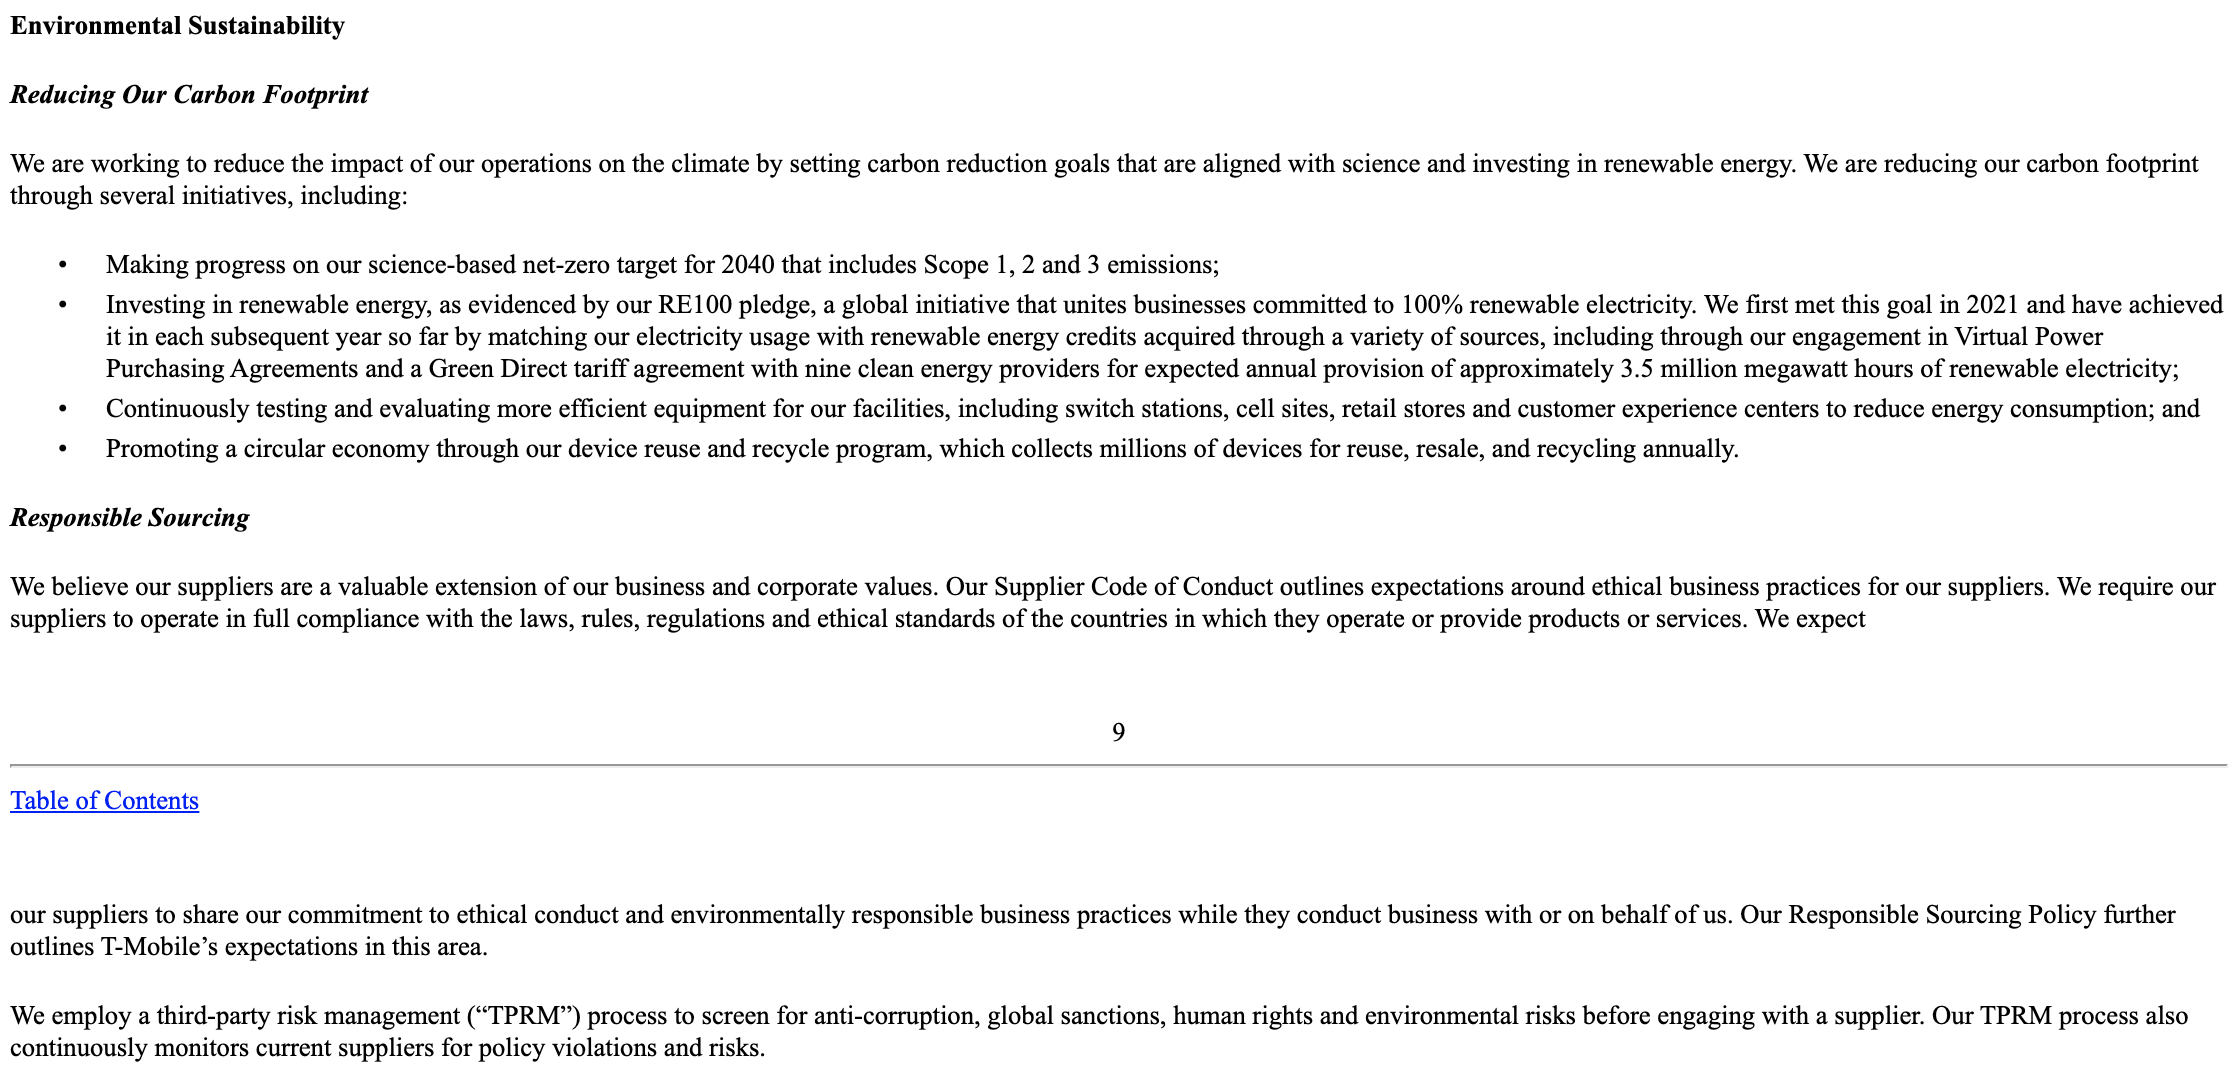 Environmental Sustainability
Reducing Our Carbon Footprint
We are working to reduce the impact of our operations on the climate by setting carbon reduction goals that are aligned with science and investing in renewable energy. We are reducing our carbon footprint
through several initiatives, including:
• Making progress on our science-based net-zero target for 2040 that includes Scope 1, 2 and 3 emissions;
• Investing in renewable energy, as evidenced by our RE100 pledge, a global initiative that unites businesses committed to 100% renewable electricity. We first met this goal in 2021 and have achieved
it in each subsequent year so far by matching our electricity usage with renewable energy credits acquired through a variety of sources, including through our engagement in Virtual Power
Purchasing Agreements and a Green Direct tariff agreement with nine clean energy providers for expected annual provision of approximately 3.5 million megawatt hours of renewable electricity;
• Continuously testing and evaluating more efficient equipment for our facilities, including switch stations, cell sites, retail stores and customer experience centers to reduce energy consumption; and
• Promoting a circular economy through our device reuse and recycle program, which collects millions of devices for reuse, resale, and recycling annually.
Responsible Sourcing
We believe our suppliers are a valuable extension of our business and corporate values. Our Supplier Code of Conduct outlines expectations around ethical business practices for our suppliers. We require our
suppliers to operate in full compliance with the laws, rules, regulations and ethical standards of the countries in which they operate or provide products or services. We expect
9
Table of Contents
our suppliers to share our commitment to ethical conduct and environmentally responsible business practices while they conduct business with or on behalf of us. Our Responsible Sourcing Policy further
outlines T-Mobile’s expectations in this area.
We employ a third-party risk management (“TPRM”) process to screen for anti-corruption, global sanctions, human rights and environmental risks before engaging with a supplier. Our TPRM process also
continuously monitors current suppliers for policy violations and risks.